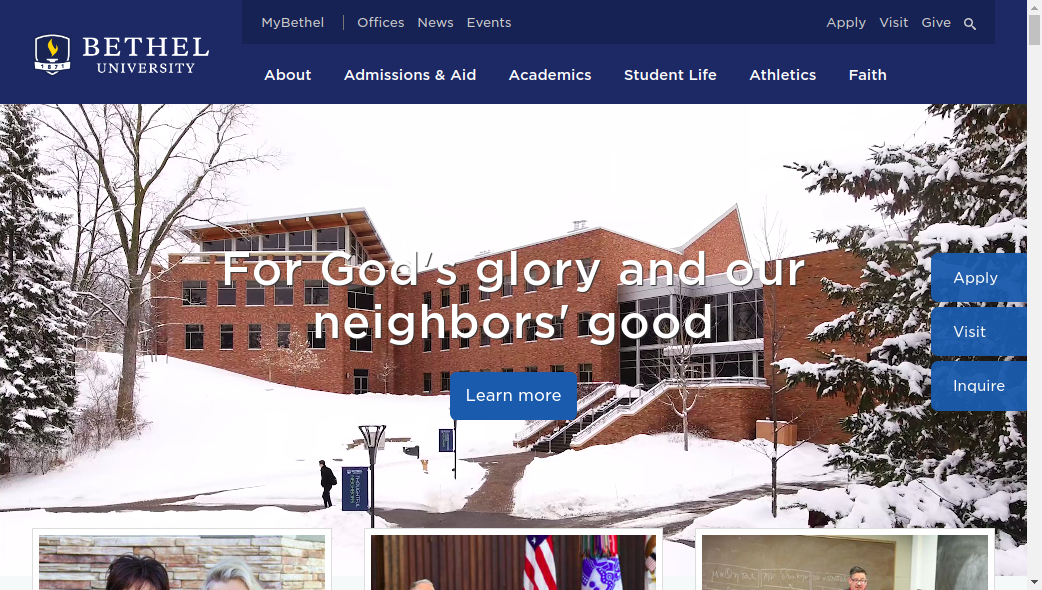 MyBethel
Offices
News
Events
Apply
Visit
Give
BETHEL
UNIVERSITY
1871
About
Admissions & Aid
Academics
Student Life
Athletics
Faith
For God's glory and our
neighbors' good
Learn more
Apply
Visit
Inquire